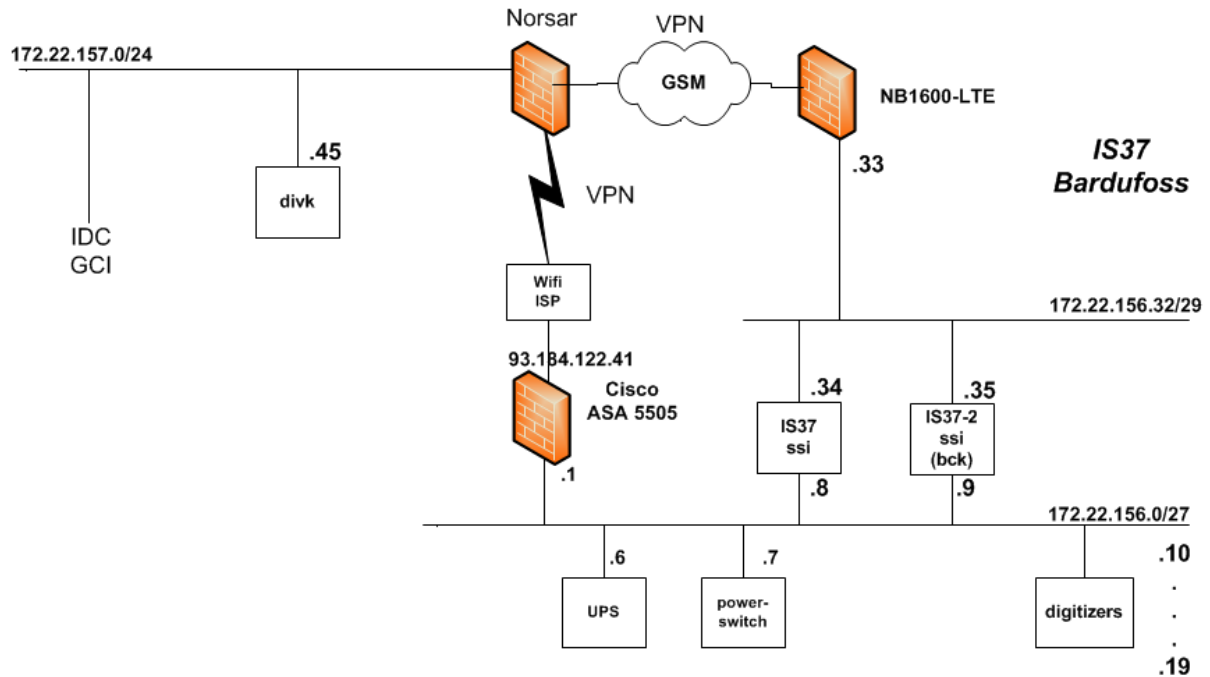 Norsar
VPN
172.22.157.0/24
GSM
NB1600-LTE
.45
.33
IS37
Bardufoss
divk
VPN
IDC
GCI
Wifi
ISP
172.22.156.32/29
93.184.122.41
Cisco
ASA 5505
.34
.35
IS37
ssi
IS37-2
ssi
(bck)
.1
.8
.9
172.22.156.0/27
.6
.7
.10
.
.
.
.19
UPS
power-
switch
digitizers